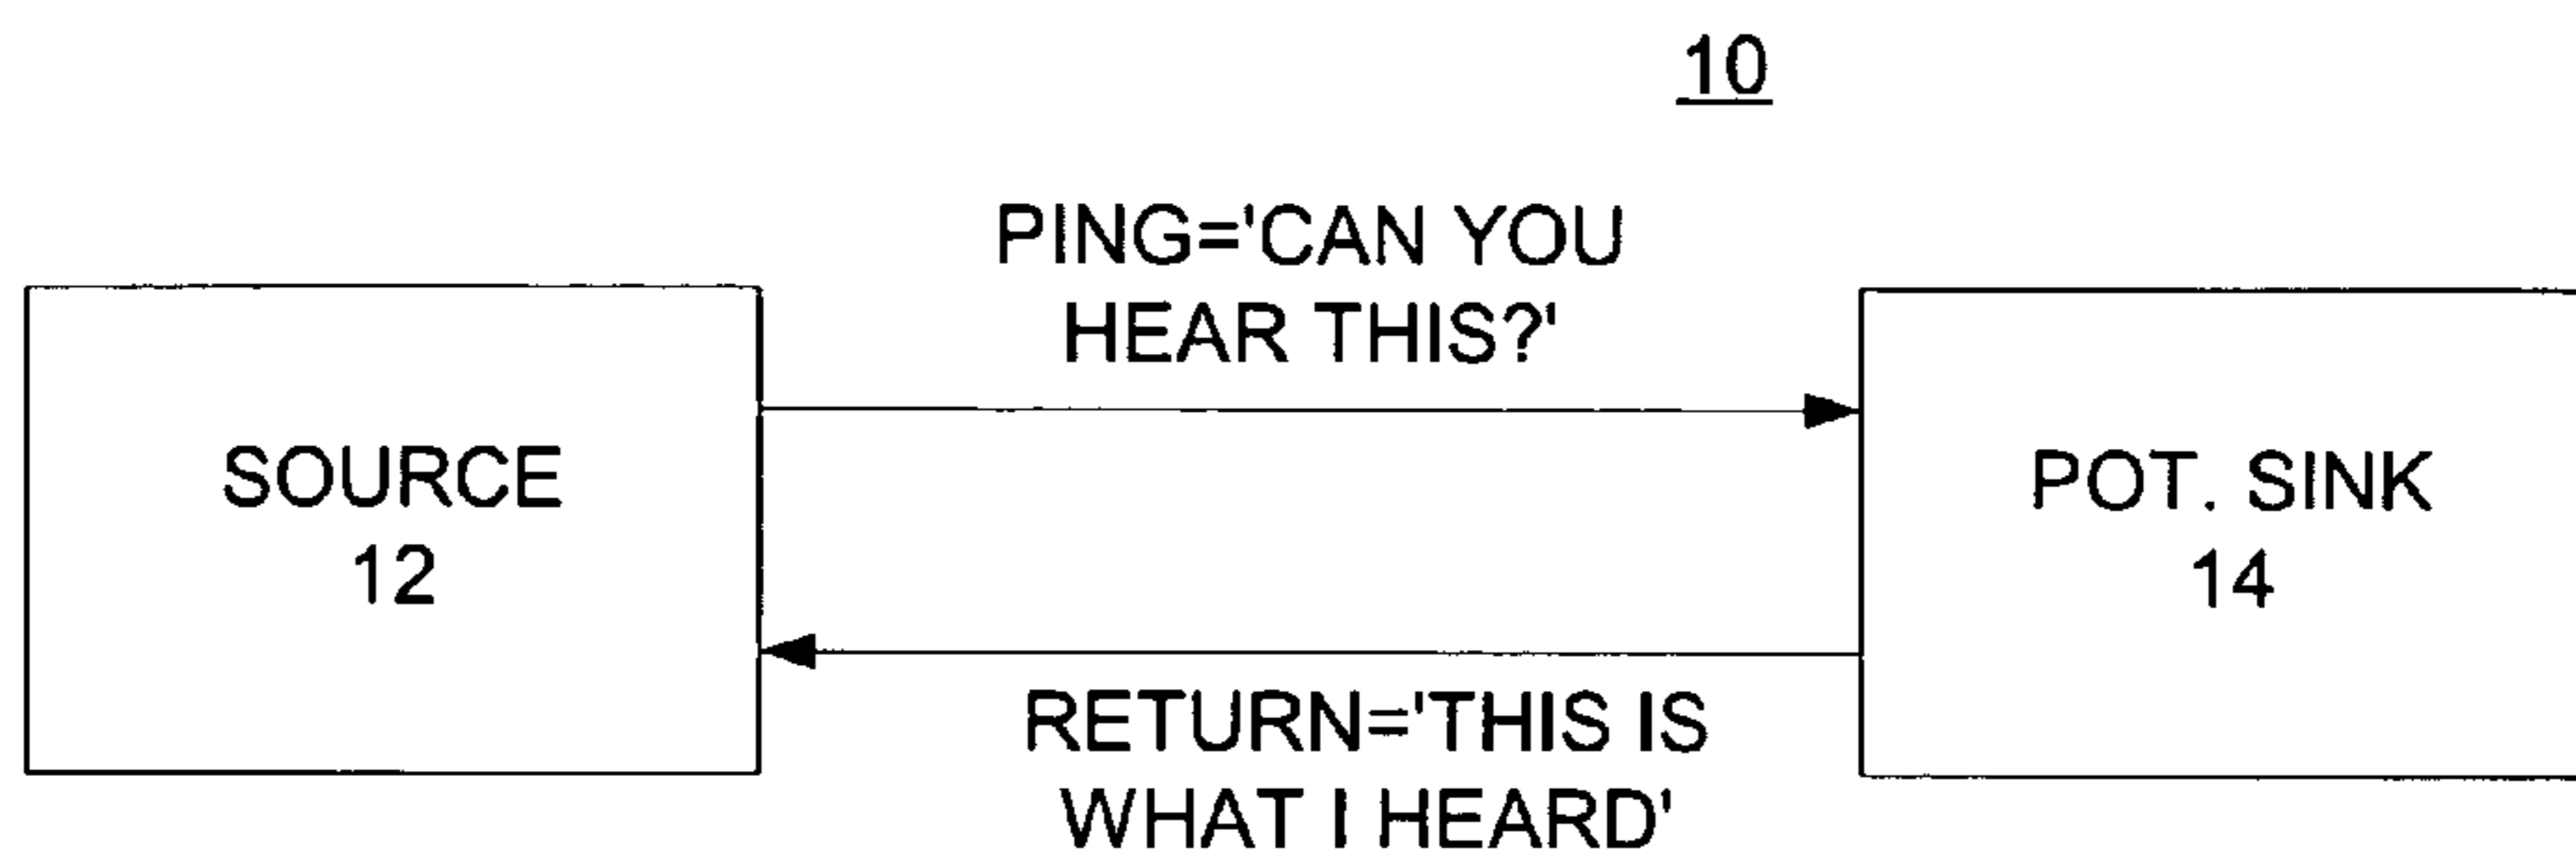 10
PING='CAN YOU
HEAR THIS?'
SOURCE
12
POT. SINK
14
RETURN='THIS IS
WHAT I HEARD'